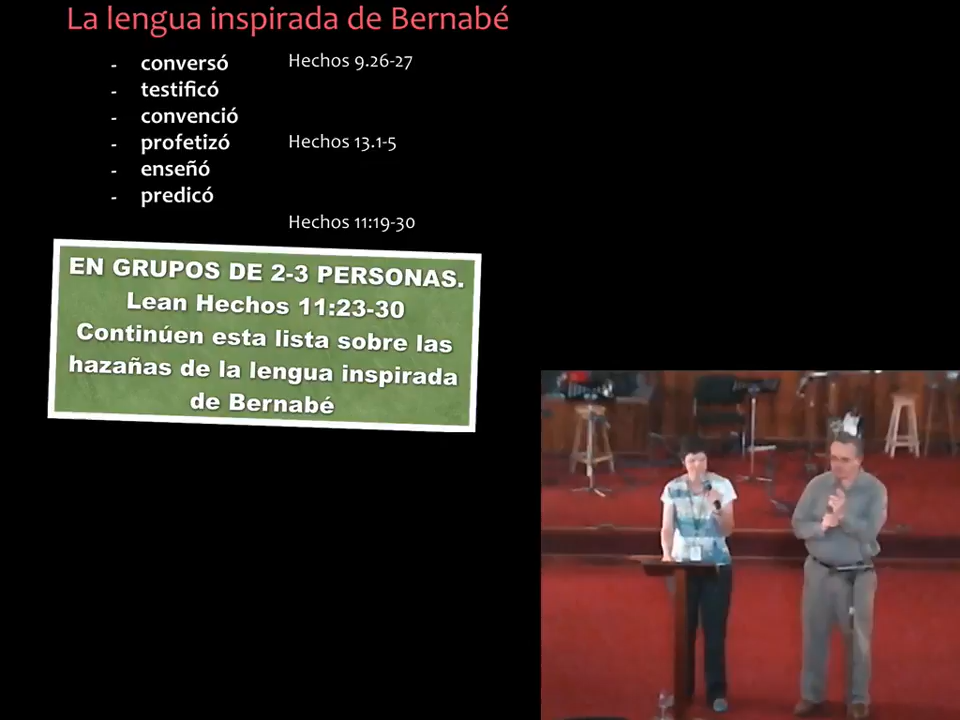 La lengua inspirada de Bernabé
- conversó Hechos 9.26-27
- testificó
- convenció
- profetizó Hechos 13.1-5
- enseñó
- predicó
Hechos 11:19-30
EN GRUPOS DE 2-3 PERSONAS.
Lean Hechos 11:23-30
Continúen esta lista sobre las
hazañas de la lengua inspirada
de Bernabé